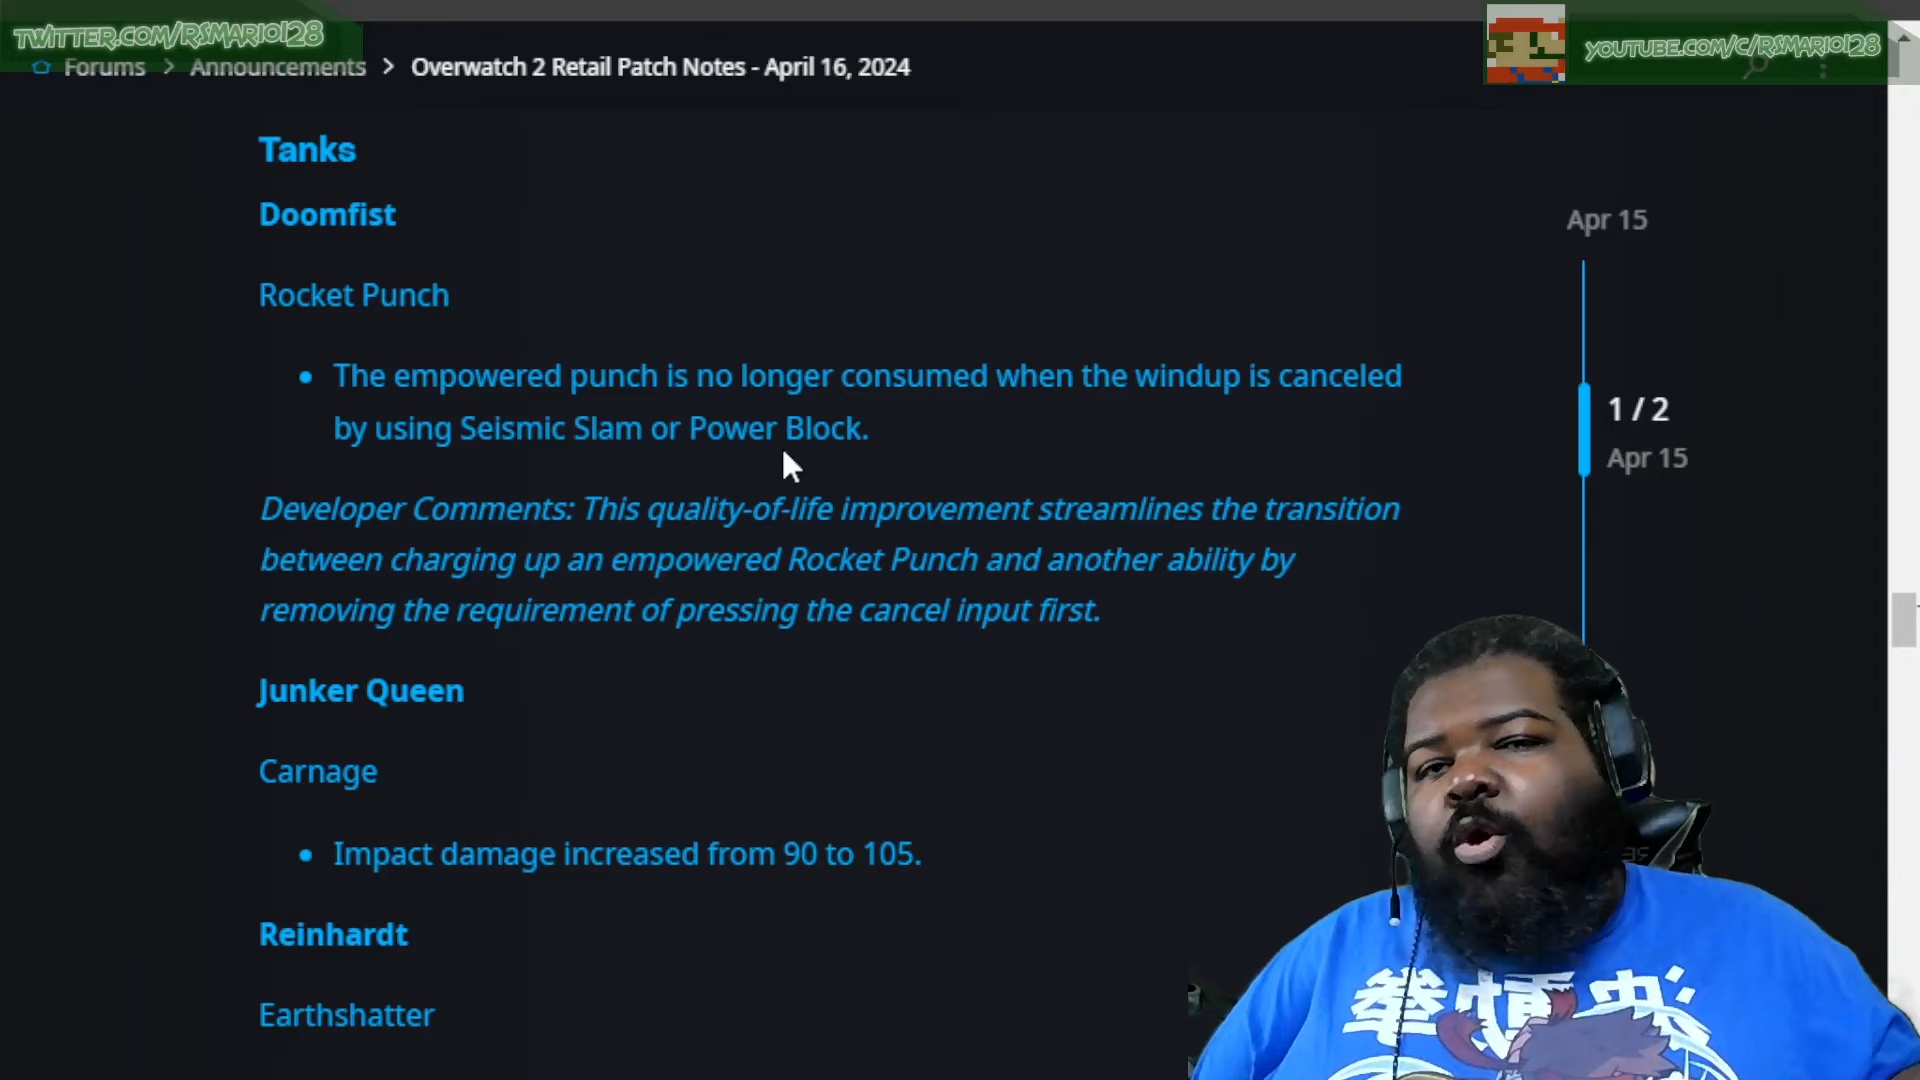 TWITTER.COM/RSMARIO128
YOUTUBE.COM/C/RSMARIO128
Forums > Announcements > Overwatch 2 Retail Patch Notes - April 16, 2024
Tanks
Doomfist
Apr 15
Rocket Punch
• The empowered punch is no longer consumed when the windup is canceled
by using Seismic Slam or Power Block.
1 / 2
Apr 15
Developer Comments: This quality-of-life improvement streamlines the transition
between charging up an empowered Rocket Punch and another ability by
removing the requirement of pressing the cancel input first.
Junker Queen
Carnage
• Impact damage increased from 90 to 105.
Reinhardt
Earthshatter